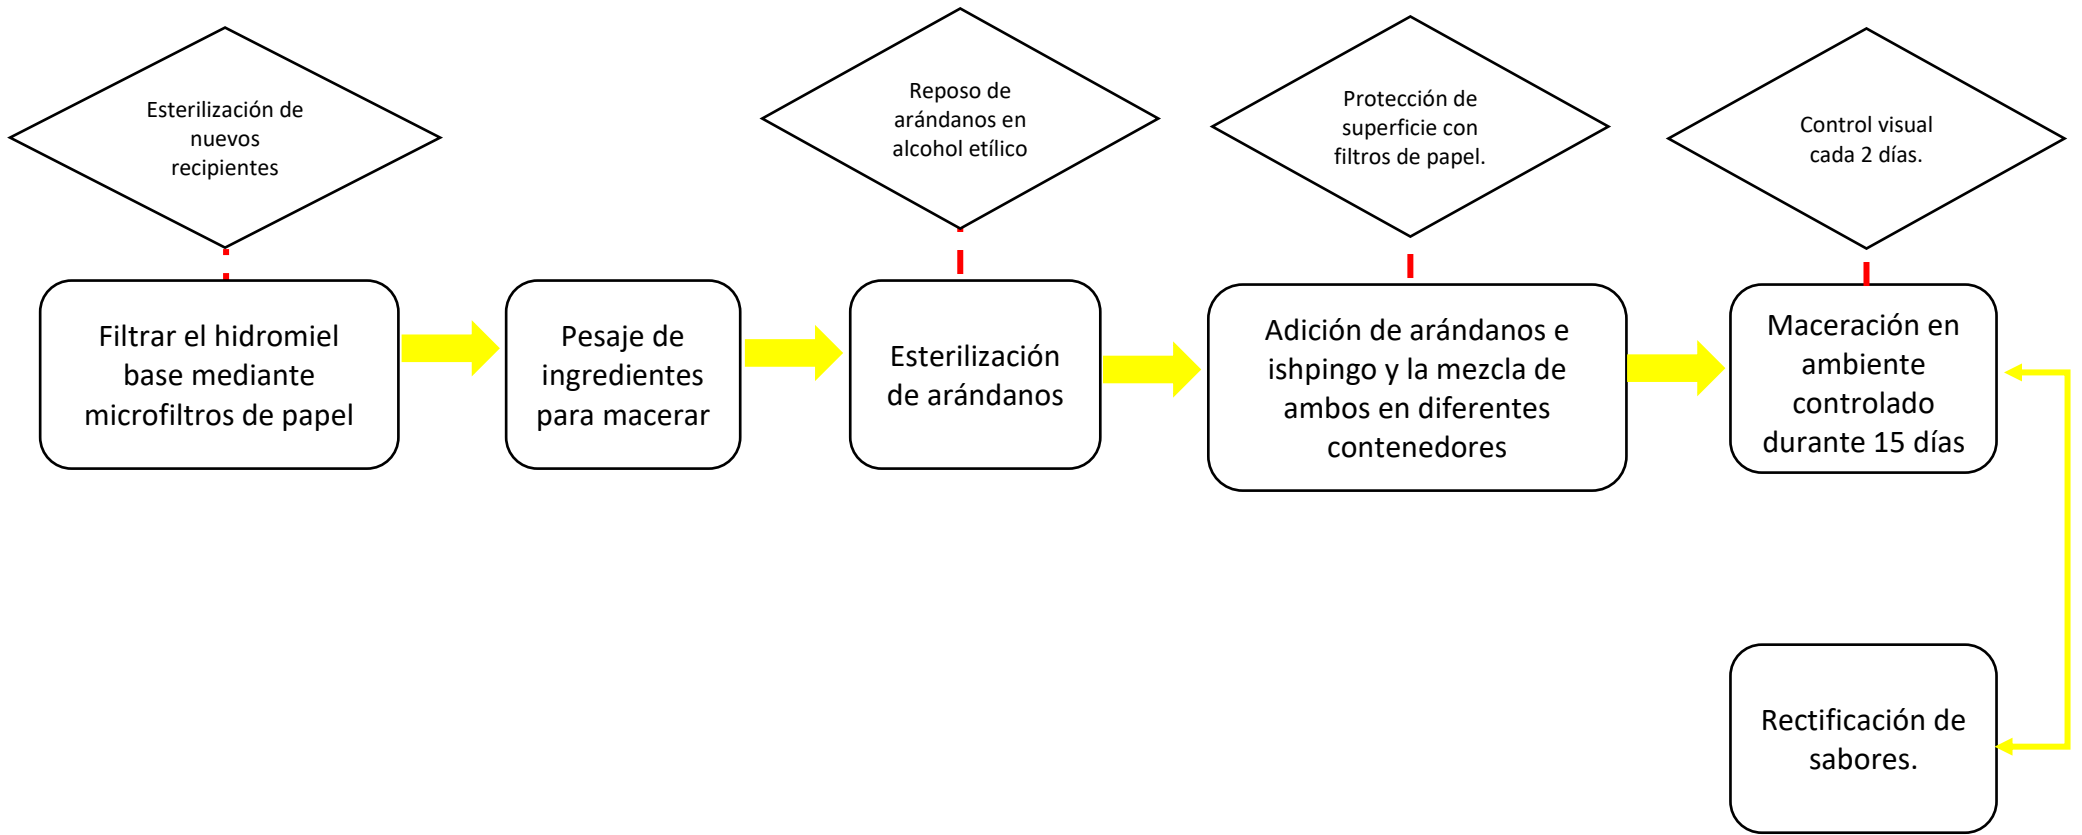 Esterilización de
nuevos
recipientes
Reposo de
arándanos en
alcohol etílico
Protección de
superficie con
filtros de papel.
Control visual
cada 2 días.
Filtrar el hidromiel
base mediante
microfiltros de papel
Pesaje de
ingredientes
para macerar
Esterilización
de arándanos
Adición de arándanos e
ishpingo y la mezcla de
ambos en diferentes
contenedores
Maceración en
ambiente
controlado
durante 15 días
Rectificación de
sabores.